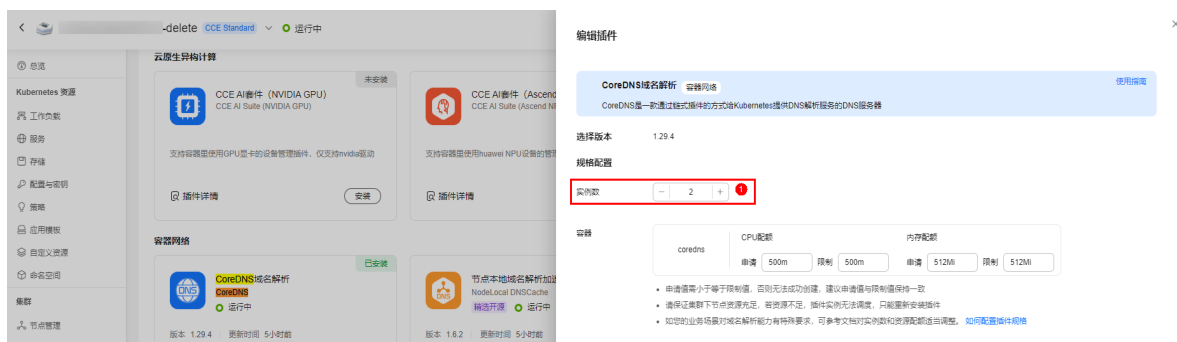 -delete CCE Standard 运行中
总览
Kubernetes 资源
工作负载
服务
存储
配置与密钥
策略
应用模板
自定义资源
命名空间
集群
节点管理
云原生异构计算
未安装
CCE AI套件（NVIDIA GPU）
CCE AI Suite (NVIDIA GPU)
支持容器里使用GPU显卡的设备管理插件，仅支持nvidia驱动
插件详情 安装
CCE AI套件（Ascend
CCE AI Suite (Ascend NF
支持容器里使用huawei NPU设备的管理
插件详情
容器网络
已安装
CoreDNS域名解析
CoreDNS
运行中
版本 1.29.4 更新时间 5小时前
节点本地域名解析加速
NodeLocal DNSCache
精选开源 运行中
版本 1.6.2 更新时间 5小时前
编辑插件
CoreDNS域名解析 容器网络 使用指南
CoreDNS是一款通过链式插件的方式给Kubernetes提供DNS解析服务的DNS服务器
选择版本 1.29.4
规格配置
实例数 − 2 + 1
容器
coredns
CPU配额 内存配额
申请 500m 限制 500m 申请 512Mi 限制 512Mi
• 申请值需小于等于限制值，否则无法成功创建，建议申请值与限制值保持一致
• 请保证集群下节点资源充足，若资源不足，插件实例无法调度，只能重新安装插件
• 如您的业务场景对域名解析能力有特殊要求，可参考文档对实例数和资源配额适当调整。 如何配置插件规格